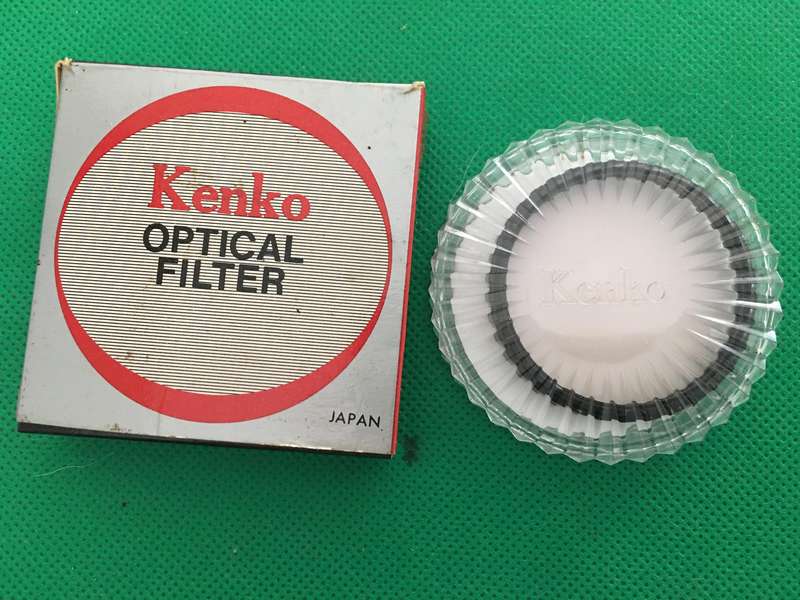 Kenko
OPTICAL
FILTER
JAPAN
Kenko